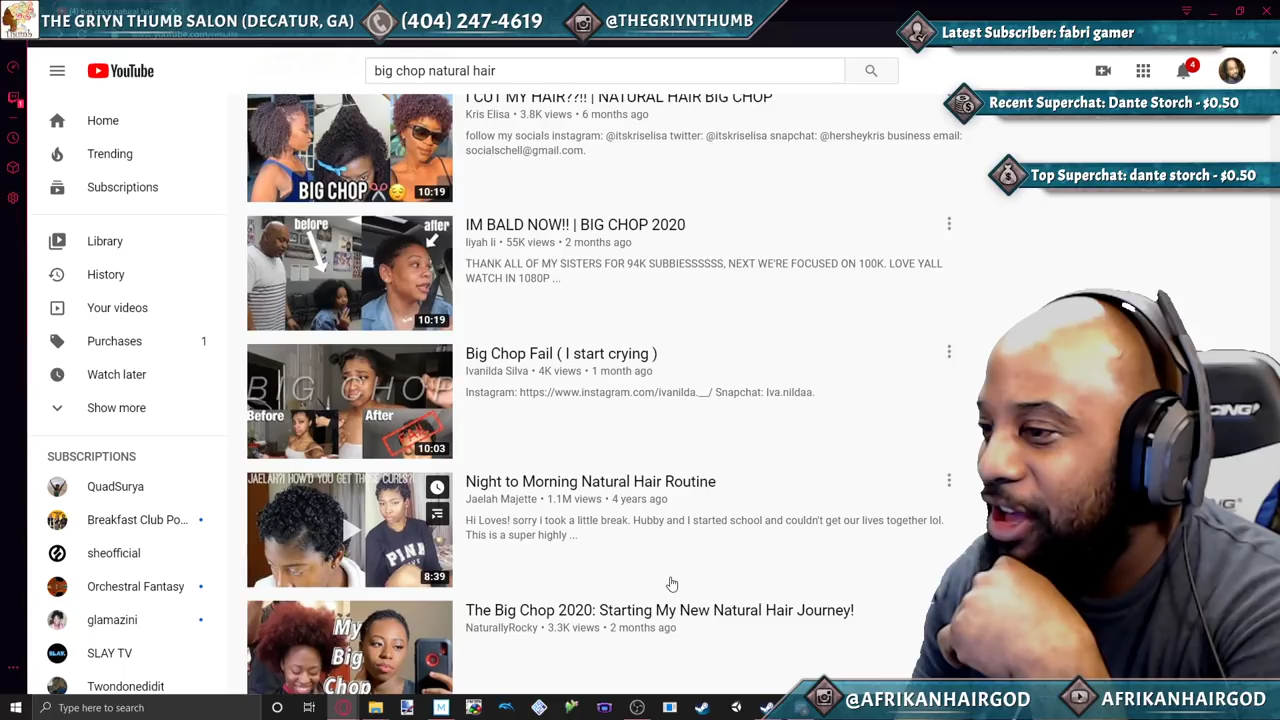 THE GRIYN THUMB SALON (DECATUR, GA)
(404) 247-4619
@THEGRIYNTHUMB
Latest Subscriber: fabri gamer
Recent Superchat: Dante Storch - $0.50
Top Superchat: dante storch - $0.50
YouTube
big chop natural hair
4
Home
Trending
Subscriptions
Library
History
Your videos
Purchases 1
Watch later
Show more
SUBSCRIPTIONS
QuadSurya
Breakfast Club Po...
sheofficial
Orchestral Fantasy
glamazini
SLAY TV
Twondonedidit
I CUT MY HAIR??!! | NATURAL HAIR BIG CHOP
Kris Elisa • 3.8K views • 6 months ago
follow my socials instagram: @itskriselisa twitter: @itskriselisa snapchat: @hersheykris business email:
socialschell@gmail.com.
BIG CHOP
10:19
before
after
10:19
IM BALD NOW!! | BIG CHOP 2020
liyah li • 55K views • 2 months ago
THANK ALL OF MY SISTERS FOR 94K SUBBIESSSSSS, NEXT WE'RE FOCUSED ON 100K. LOVE YALL
WATCH IN 1080P ...
BIG CHOP
Before
After
FAIL
10:03
Big Chop Fail ( I start crying )
Ivanilda Silva • 4K views • 1 month ago
Instagram: https://www.instagram.com/ivanilda.__/ Snapchat: Iva.nildaa.
JAELAH?! HOW'D YOU GET THOSE CURLS?!
PINK
8:39
Night to Morning Natural Hair Routine
Jaelah Majette • 1.1M views • 4 years ago
Hi Loves! sorry i took a little break. Hubby and I started school and couldn't get our lives together lol.
This is a super highly ...
My
Big
Chop
The Big Chop 2020: Starting My New Natural Hair Journey!
NaturallyRocky • 3.3K views • 2 months ago
Type here to search
@AFRIKANHAIRGOD
AFRIKANHAIRGOD